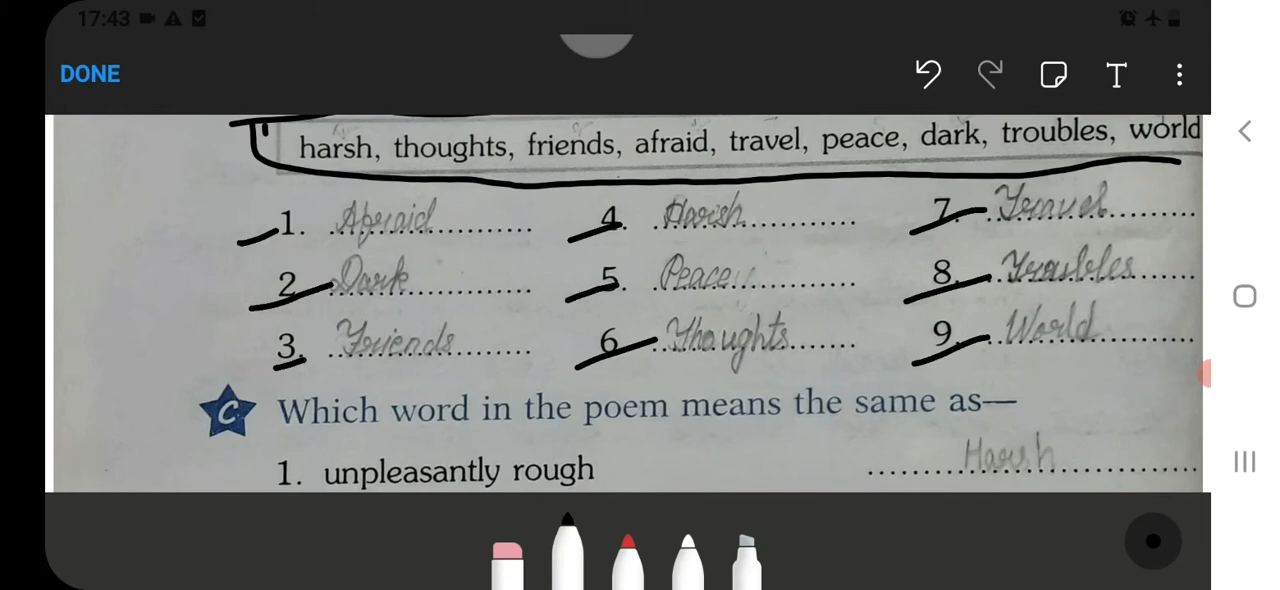 17:43
DONE
T
harsh, thoughts, friends, afraid, travel, peace, dark, troubles, world
1. Afraid 4. Harsh 7. Travel
2. Dark 5. Peace 8. Troubles
3. Friends 6. Thoughts 9. World
C Which word in the poem means the same as—
1. unpleasantly rough Harsh